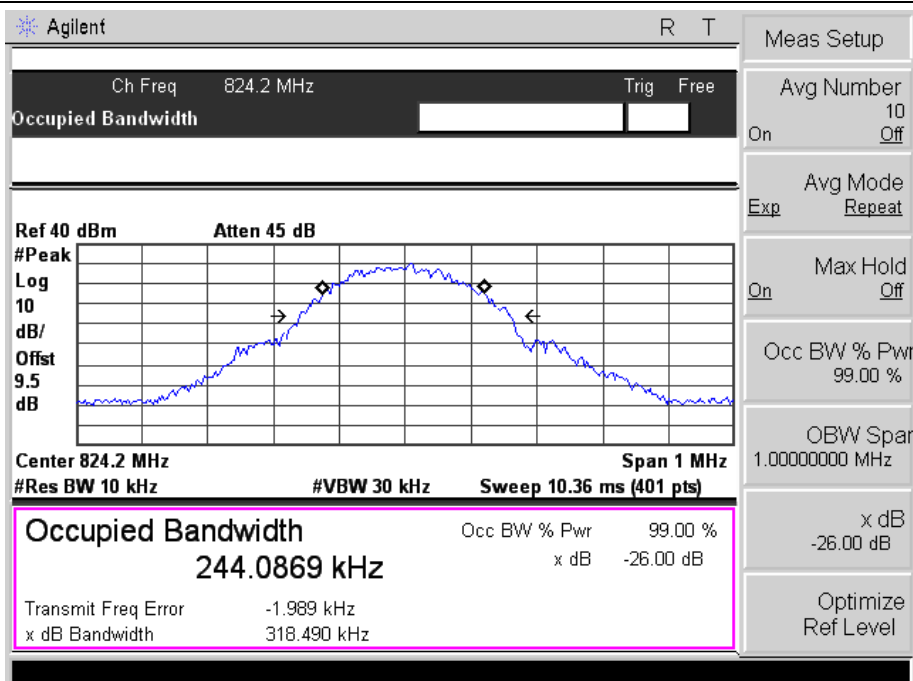 Agilent R T
Ch Freq 824.2 MHz Trig Free
Occupied Bandwidth
Ref 40 dBm Atten 45 dB
#Peak
Log
10
dB/
Offst
9.5
dB
Center 824.2 MHz Span 1 MHz
#Res BW 10 kHz #VBW 30 kHz Sweep 10.36 ms (401 pts)
Occupied Bandwidth Occ BW % Pwr 99.00 %
244.0869 kHz x dB -26.00 dB
Transmit Freq Error -1.989 kHz
x dB Bandwidth 318.490 kHz
Meas Setup
Avg Number
10
On Off
Avg Mode
Exp Repeat
Max Hold
On Off
Occ BW % Pwr
99.00 %
OBW Span
1.00000000 MHz
x dB
-26.00 dB
Optimize
Ref Level